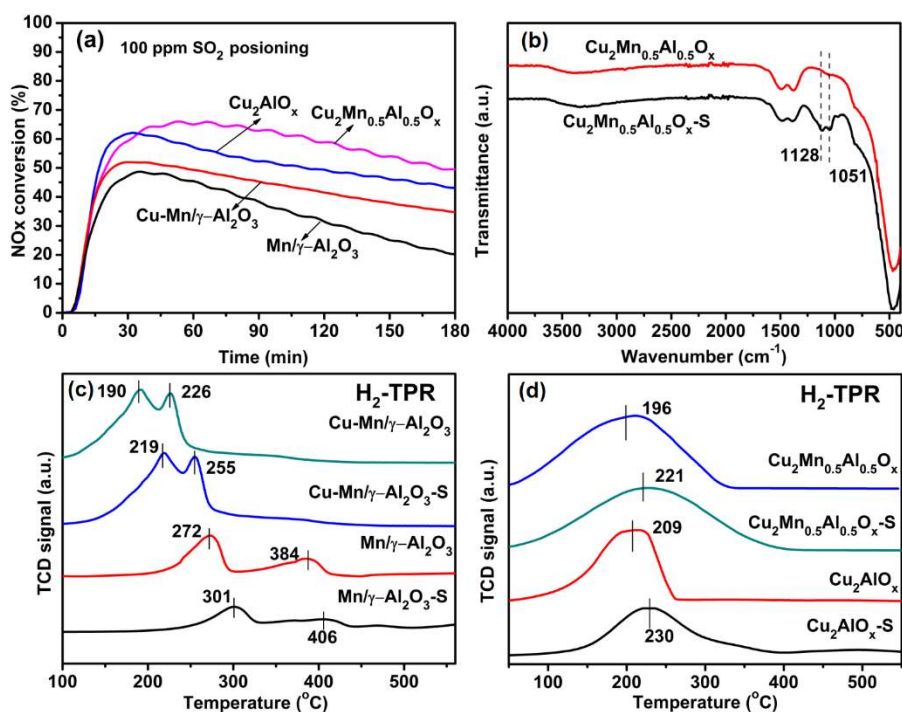 (a)
100 ppm SO₂ posioning
Cu₂AlOₓ
Cu₂Mn₀.₅Al₀.₅Oₓ
Cu-Mn/γ-Al₂O₃
Mn/γ-Al₂O₃
NOx conversion (%)
100
90
80
70
60
50
40
30
20
10
0
0 30 60 90 120 150 180
Time (min)
(b)
Cu₂Mn₀.₅Al₀.₅Oₓ
Cu₂Mn₀.₅Al₀.₅Oₓ-S
1128
1051
Transmittance (a.u.)
4000 3500 3000 2500 2000 1500 1000 500
Wavenumber (cm⁻¹)
(c)
H₂-TPR
190 226
Cu-Mn/γ-Al₂O₃
219 255
Cu-Mn/γ-Al₂O₃-S
272 384
Mn/γ-Al₂O₃
301 406
Mn/γ-Al₂O₃-S
TCD signal (a.u.)
100 200 300 400 500
Temperature (°C)
(d)
H₂-TPR
196
Cu₂Mn₀.₅Al₀.₅Oₓ
221
Cu₂Mn₀.₅Al₀.₅Oₓ-S
209
Cu₂AlOₓ
230
Cu₂AlOₓ-S
TCD signal (a.u.)
100 200 300 400 500
Temperature (°C)